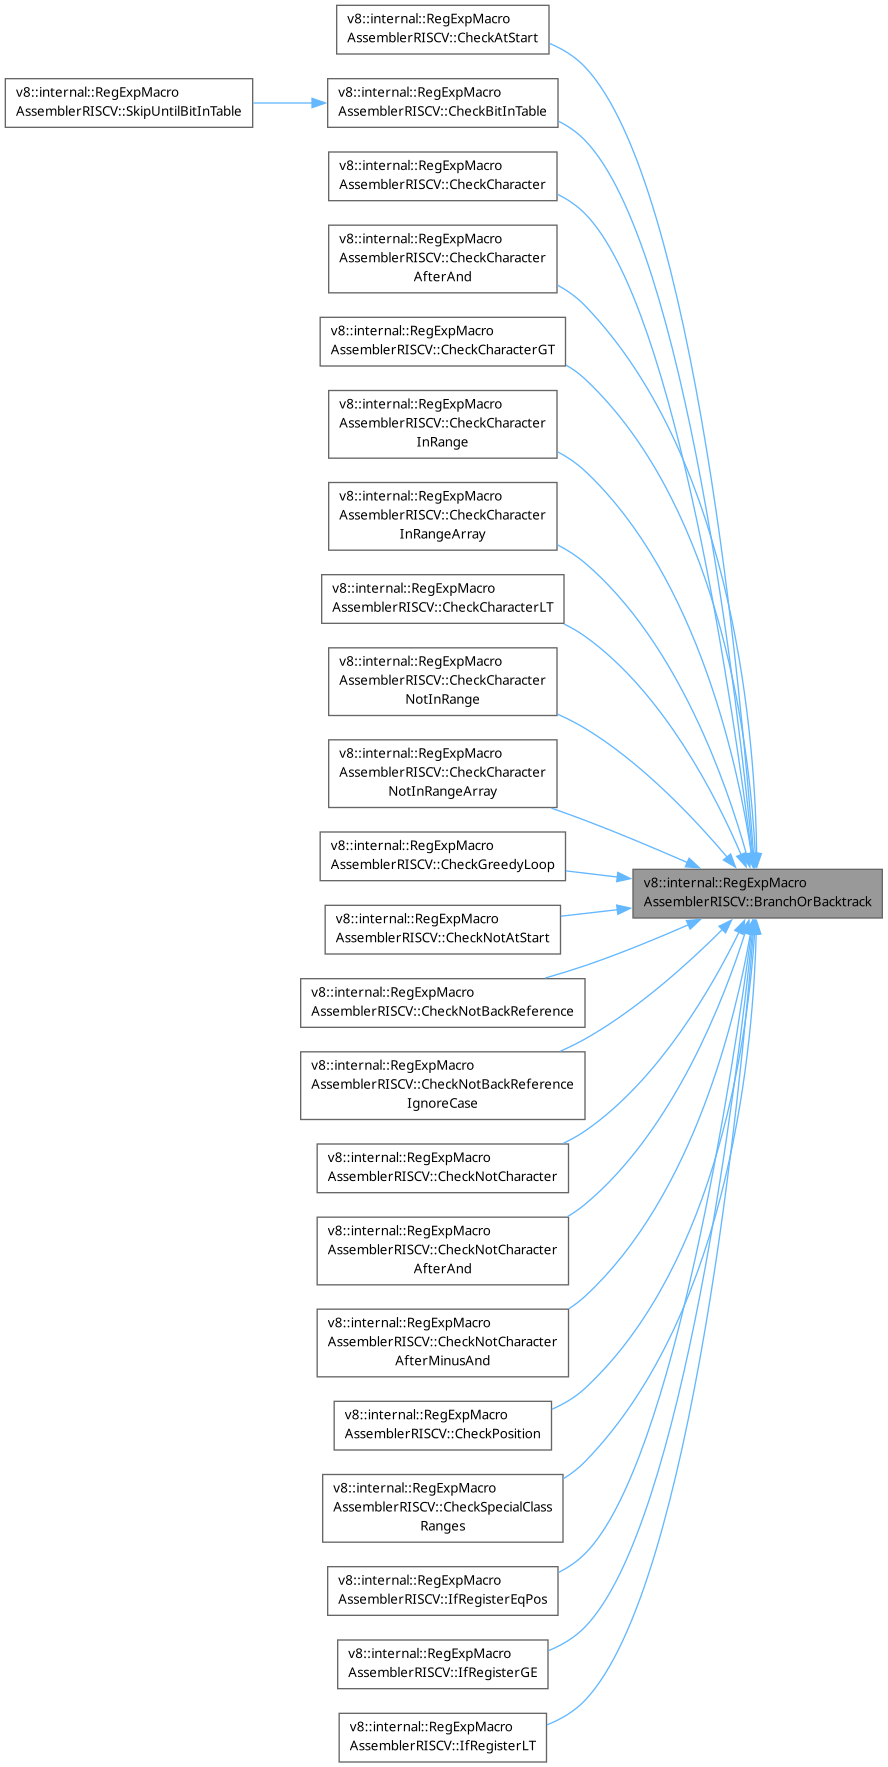 v8::internal::RegExpMacro
AssemblerRISCV::CheckAtStart
v8::internal::RegExpMacro
AssemblerRISCV::SkipUntilBitInTable
v8::internal::RegExpMacro
AssemblerRISCV::CheckBitInTable
v8::internal::RegExpMacro
AssemblerRISCV::CheckCharacter
v8::internal::RegExpMacro
AssemblerRISCV::CheckCharacter
AfterAnd
v8::internal::RegExpMacro
AssemblerRISCV::CheckCharacterGT
v8::internal::RegExpMacro
AssemblerRISCV::CheckCharacter
InRange
v8::internal::RegExpMacro
AssemblerRISCV::CheckCharacter
InRangeArray
v8::internal::RegExpMacro
AssemblerRISCV::CheckCharacterLT
v8::internal::RegExpMacro
AssemblerRISCV::CheckCharacter
NotInRange
v8::internal::RegExpMacro
AssemblerRISCV::CheckCharacter
NotInRangeArray
v8::internal::RegExpMacro
AssemblerRISCV::CheckGreedyLoop
v8::internal::RegExpMacro
AssemblerRISCV::BranchOrBacktrack
v8::internal::RegExpMacro
AssemblerRISCV::CheckNotAtStart
v8::internal::RegExpMacro
AssemblerRISCV::CheckNotBackReference
v8::internal::RegExpMacro
AssemblerRISCV::CheckNotBackReference
IgnoreCase
v8::internal::RegExpMacro
AssemblerRISCV::CheckNotCharacter
v8::internal::RegExpMacro
AssemblerRISCV::CheckNotCharacter
AfterAnd
v8::internal::RegExpMacro
AssemblerRISCV::CheckNotCharacter
AfterMinusAnd
v8::internal::RegExpMacro
AssemblerRISCV::CheckPosition
v8::internal::RegExpMacro
AssemblerRISCV::CheckSpecialClass
Ranges
v8::internal::RegExpMacro
AssemblerRISCV::IfRegisterEqPos
v8::internal::RegExpMacro
AssemblerRISCV::IfRegisterGE
v8::internal::RegExpMacro
AssemblerRISCV::IfRegisterLT